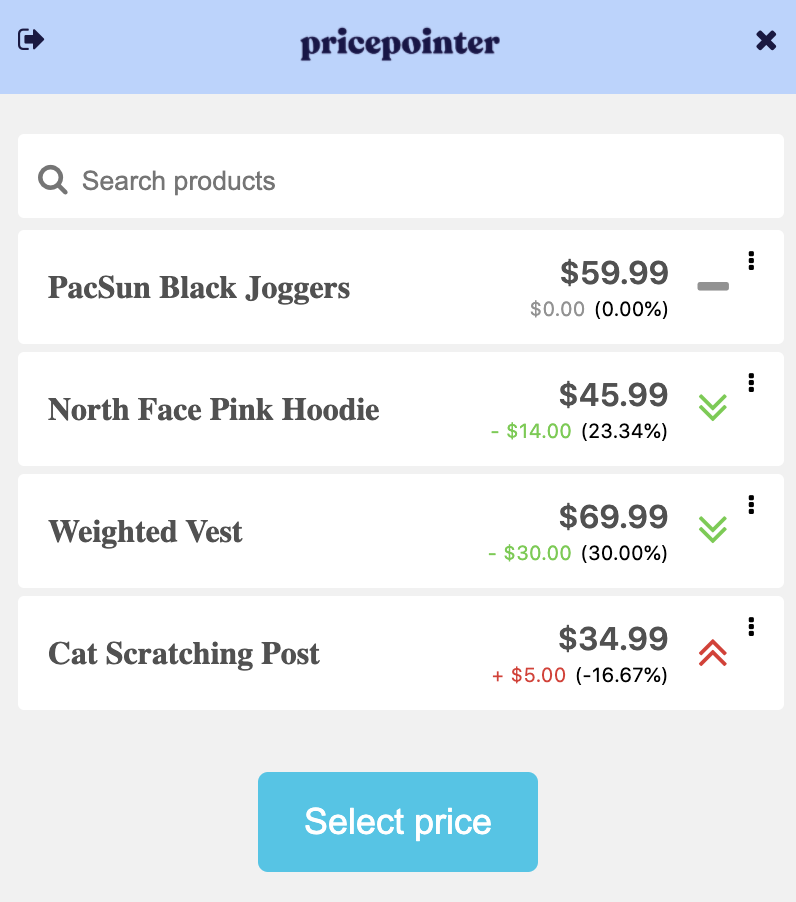 pricepointer
Search products
PacSun Black Joggers
$59.99
$0.00 (0.00%)
North Face Pink Hoodie
$45.99
- $14.00 (23.34%)
Weighted Vest
$69.99
- $30.00 (30.00%)
Cat Scratching Post
$34.99
+ $5.00 (-16.67%)
Select price